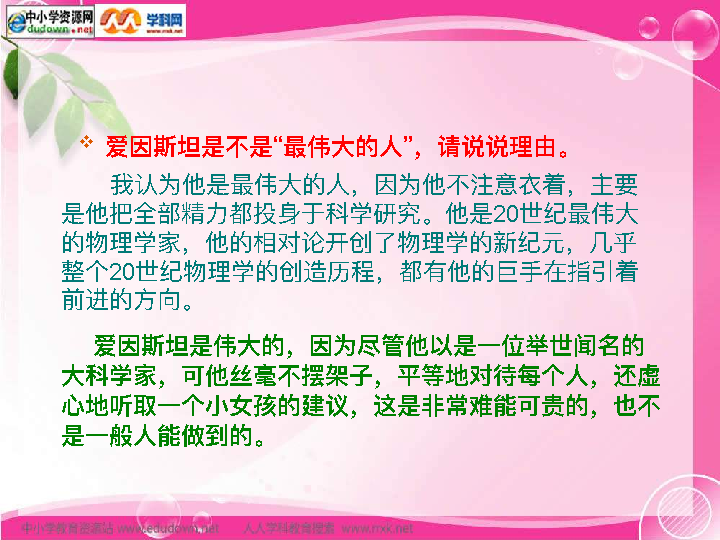 中小学资源网
dudown.net
学科网
www.nxk.net
爱因斯坦是不是“最伟大的人”，请说说理由。
我认为他是最伟大的人，因为他不注意衣着，主要
是他把全部精力都投身于科学研究。他是20世纪最伟大
的物理学家，他的相对论开创了物理学的新纪元，几乎
整个20世纪物理学的创造历程，都有他的巨手在指引着
前进的方向。
爱因斯坦是伟大的，因为尽管他以是一位举世闻名的
大科学家，可他丝毫不摆架子，平等地对待每个人，还虚
心地听取一个小女孩的建议，这是非常难能可贵的，也不
是一般人能做到的。
中小学教育资源站 www.edudown.net 人人学科教育搜索 www.rrxk.net